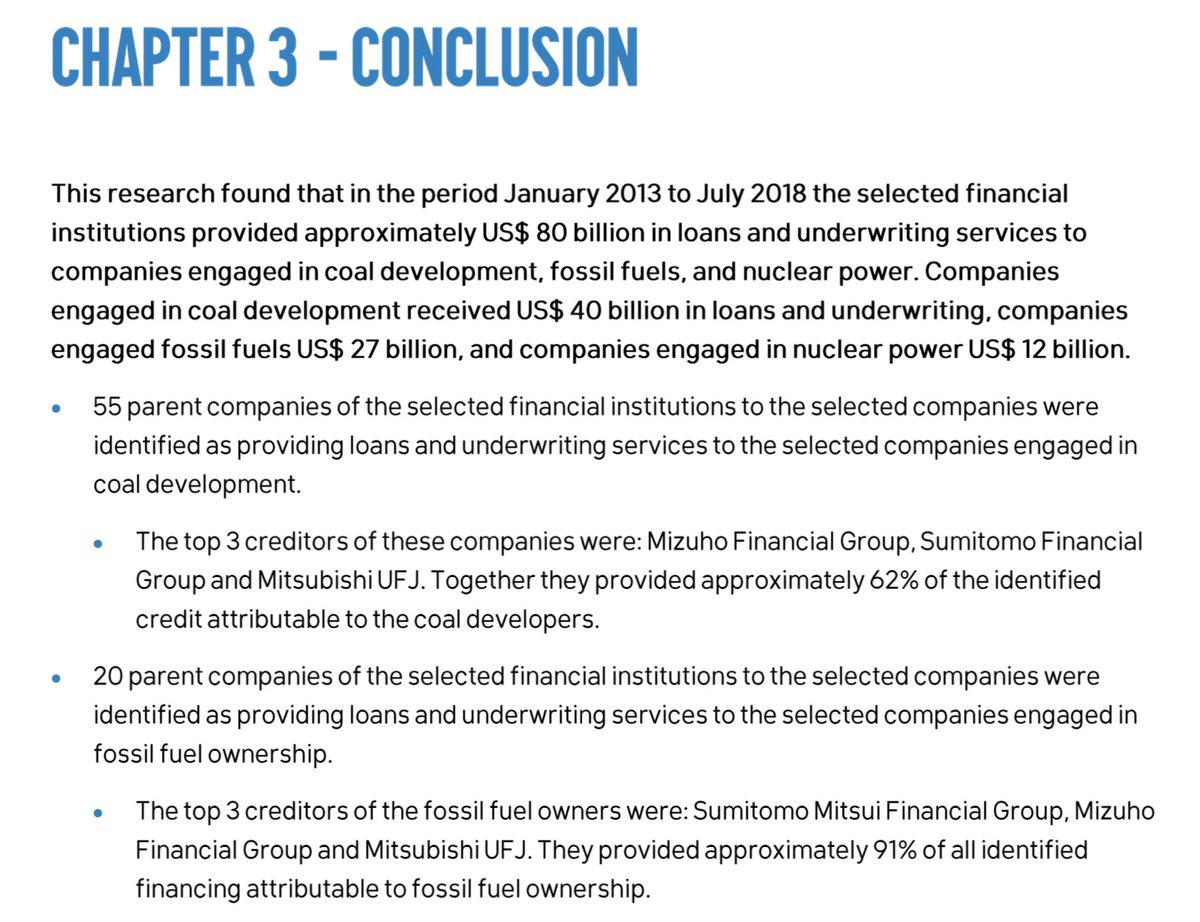 CHAPTER 3 - CONCLUSION
This research found that in the period January 2013 to July 2018 the selected financial
institutions provided approximately US$ 80 billion in loans and underwriting services to
companies engaged in coal development, fossil fuels, and nuclear power. Companies
engaged in coal development received US$ 40 billion in loans and underwriting, companies
engaged fossil fuels US$ 27 billion, and companies engaged in nuclear power US$ 12 billion.
• 55 parent companies of the selected financial institutions to the selected companies were
identified as providing loans and underwriting services to the selected companies engaged in
coal development.
• The top 3 creditors of these companies were: Mizuho Financial Group, Sumitomo Financial
Group and Mitsubishi UFJ. Together they provided approximately 62% of the identified
credit attributable to the coal developers.
• 20 parent companies of the selected financial institutions to the selected companies were
identified as providing loans and underwriting services to the selected companies engaged in
fossil fuel ownership.
• The top 3 creditors of the fossil fuel owners were: Sumitomo Mitsui Financial Group, Mizuho
Financial Group and Mitsubishi UFJ. They provided approximately 91% of all identified
financing attributable to fossil fuel ownership.